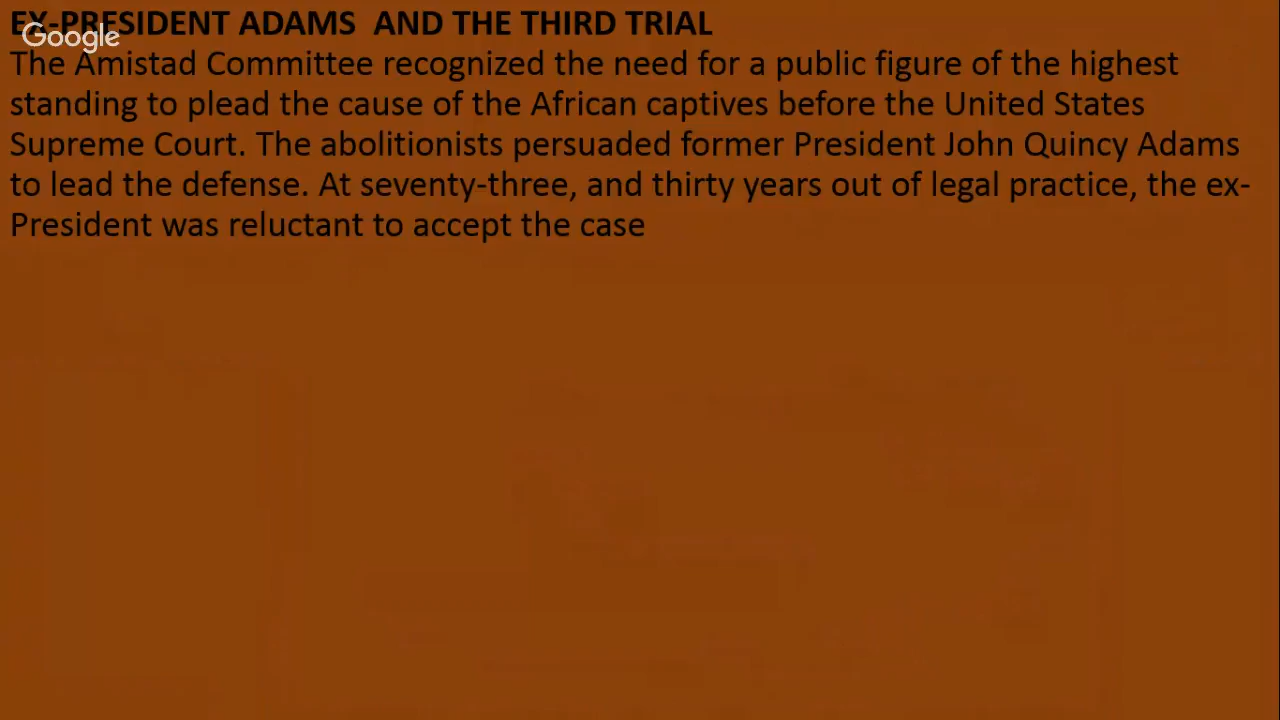 EX-PRESIDENT ADAMS  AND THE THIRD TRIAL
Google
The Amistad Committee recognized the need for a public figure of the highest
standing to plead the cause of the African captives before the United States
Supreme Court. The abolitionists persuaded former President John Quincy Adams
to lead the defense. At seventy-three, and thirty years out of legal practice, the ex-
President was reluctant to accept the case